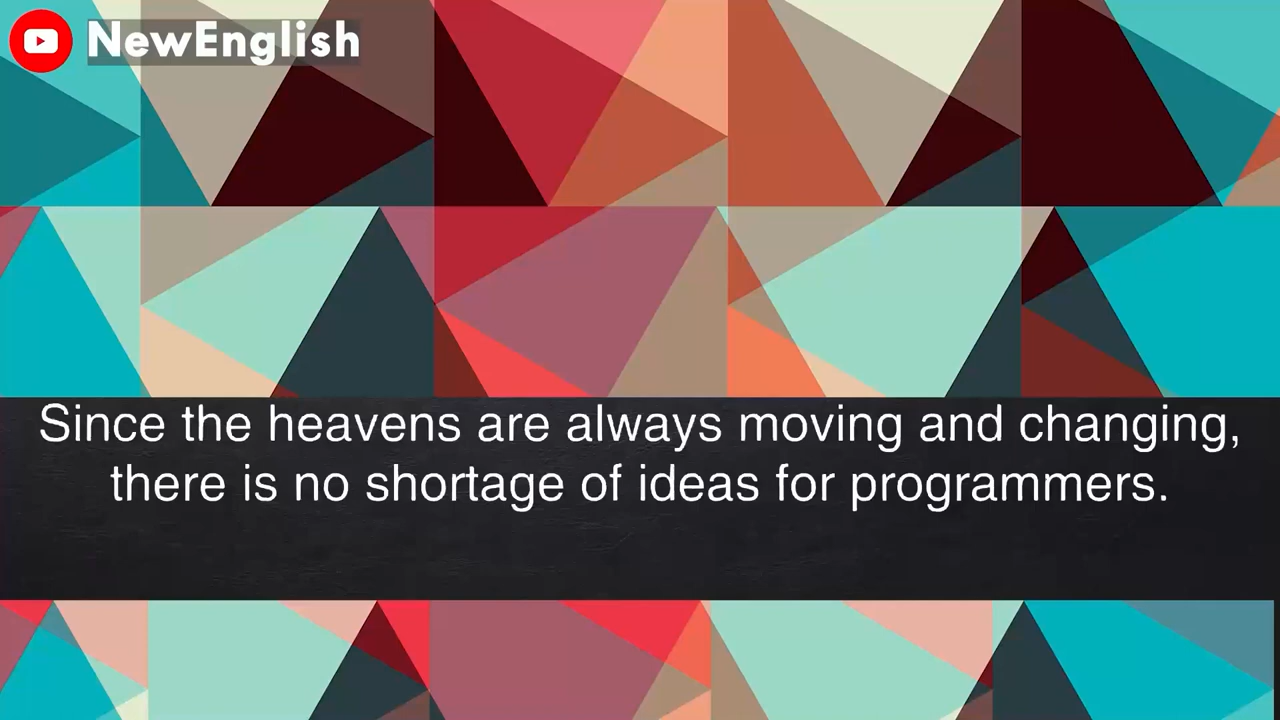 NewEnglish
Since the heavens are always moving and changing,
there is no shortage of ideas for programmers.